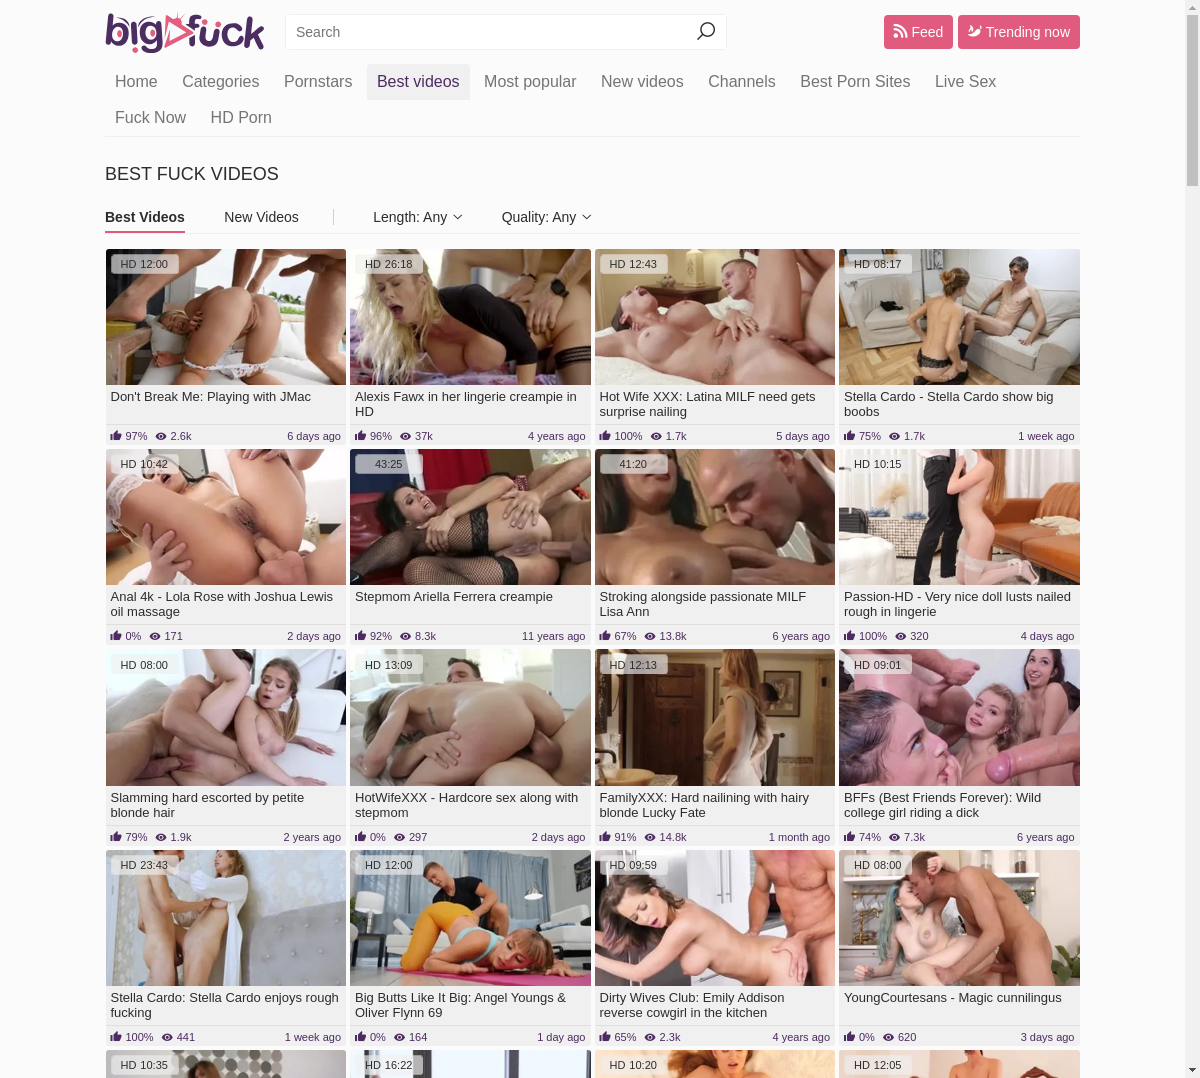 bigfuck
Search
Feed
Trending now
Home Categories Pornstars Best videos Most popular New videos Channels Best Porn Sites Live Sex
Fuck Now HD Porn
BEST FUCK VIDEOS
Best Videos New Videos Length: Any Quality: Any
HD 12:00
HD 26:18
HD 12:43
HD 08:17
Don't Break Me: Playing with JMac
97% 2.6k 6 days ago
Alexis Fawx in her lingerie creampie in
HD
96% 37k 4 years ago
Hot Wife XXX: Latina MILF need gets
surprise nailing
100% 1.7k 5 days ago
Stella Cardo - Stella Cardo show big
boobs
75% 1.7k 1 week ago
HD 10:42
43:25
41:20
HD 10:15
Anal 4k - Lola Rose with Joshua Lewis
oil massage
0% 171 2 days ago
Stepmom Ariella Ferrera creampie
92% 8.3k 11 years ago
Stroking alongside passionate MILF
Lisa Ann
67% 13.8k 6 years ago
Passion-HD - Very nice doll lusts nailed
rough in lingerie
100% 320 4 days ago
HD 08:00
HD 13:09
HD 12:13
HD 09:01
Slamming hard escorted by petite
blonde hair
79% 1.9k 2 years ago
HotWifeXXX - Hardcore sex along with
stepmom
0% 297 2 days ago
FamilyXXX: Hard nailining with hairy
blonde Lucky Fate
91% 14.8k 1 month ago
BFFs (Best Friends Forever): Wild
college girl riding a dick
74% 7.3k 6 years ago
HD 23:43
HD 12:00
HD 09:59
HD 08:00
Stella Cardo: Stella Cardo enjoys rough
fucking
100% 441 1 week ago
Big Butts Like It Big: Angel Youngs &
Oliver Flynn 69
0% 164 1 day ago
Dirty Wives Club: Emily Addison
reverse cowgirl in the kitchen
65% 2.3k 4 years ago
YoungCourtesans - Magic cunnilingus
0% 620 3 days ago
HD 10:35
HD 16:22
HD 10:20
HD 12:05